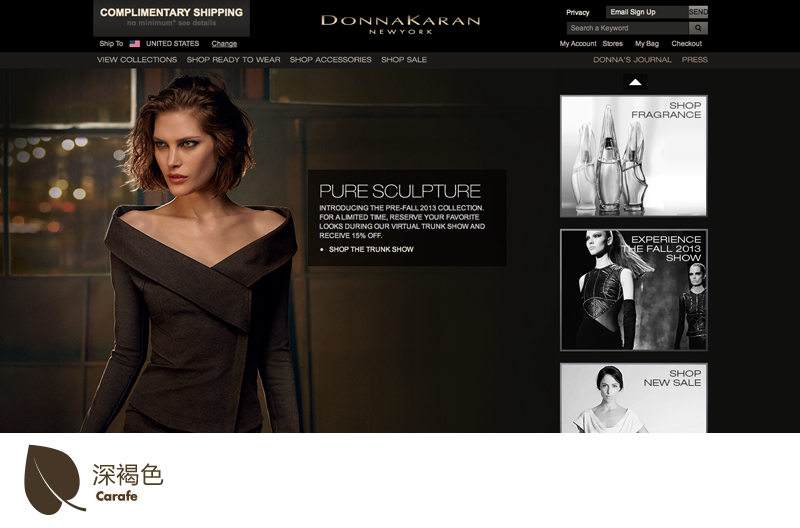 COMPLIMENTARY SHIPPING
no minimum* see details
Ship To UNITED STATES Change
DONNAKARAN
NEWYORK
Privacy Email Sign Up SEND
Search a Keyword
My Account Stores My Bag Checkout
VIEW COLLECTIONS SHOP READY TO WEAR SHOP ACCESSORIES SHOP SALE DONNA'S JOURNAL PRESS
PURE SCULPTURE
INTRODUCING THE PRE-FALL 2013 COLLECTION.
FOR A LIMITED TIME, RESERVE YOUR FAVORITE
LOOKS DURING OUR VIRTUAL TRUNK SHOW AND
RECEIVE 15% OFF.
• SHOP THE TRUNK SHOW
SHOP
FRAGRANCE
EXPERIENCE
THE FALL 2013
SHOW
SHOP
NEW SALE
深褐色
Carafe